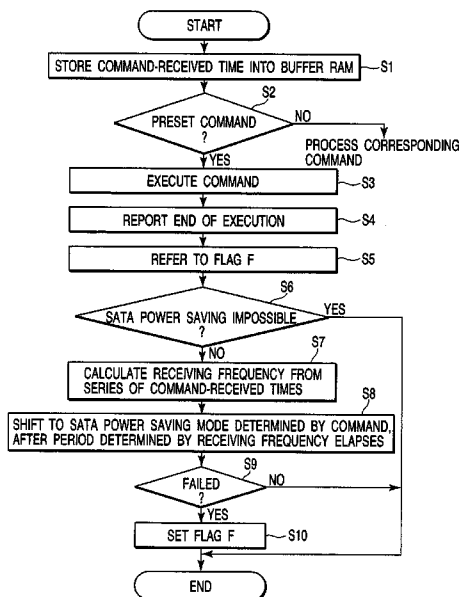 START
STORE COMMAND-RECEIVED TIME INTO BUFFER RAM
S1
S2
PRESET COMMAND
?
NO
PROCESS CORRESPONDING
COMMAND
YES
EXECUTE COMMAND
S3
REPORT END OF EXECUTION
S4
REFER TO FLAG F
S5
S6
SATA POWER SAVING IMPOSSIBLE
?
YES
NO
S7
CALCULATE RECEIVING FREQUENCY FROM
SERIES OF COMMAND-RECEIVED TIMES
S8
SHIFT TO SATA POWER SAVING MODE DETERMINED BY COMMAND,
AFTER PERIOD DETERMINED BY RECEIVING FREQUENCY ELAPSES
S9
FAILED
?
NO
YES
SET FLAG F
S10
END